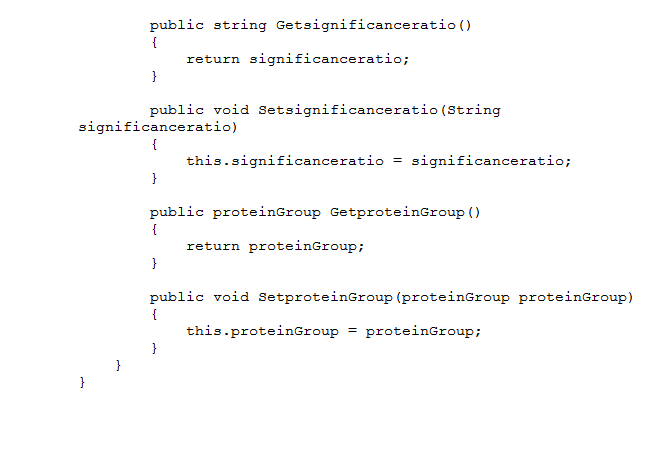 public string Getsignificanceratio()
{
return significanceratio;
}
public void Setsignificanceratio(String
significanceratio)
{
this.significanceratio = significanceratio;
}
public proteinGroup GetproteinGroup()
{
return proteinGroup;
}
public void SetproteinGroup(proteinGroup proteinGroup)
{
this.proteinGroup = proteinGroup;
}
}
}